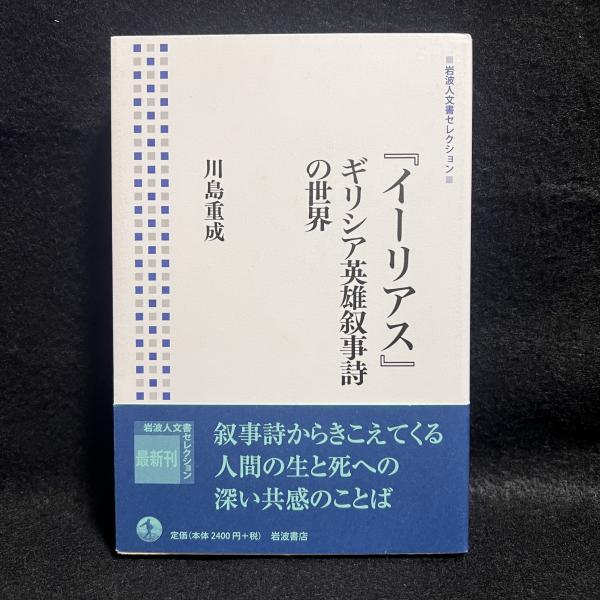 ■岩波人文書セレクション■
『イーリアス』
ギリシア英雄叙事詩
の世界
川島重成
岩波人文書
セレクション
最新刊
叙事詩からきこえてくる
人間の生と死への
深い共感のことば
定価(本体2400円+税) 岩波書店